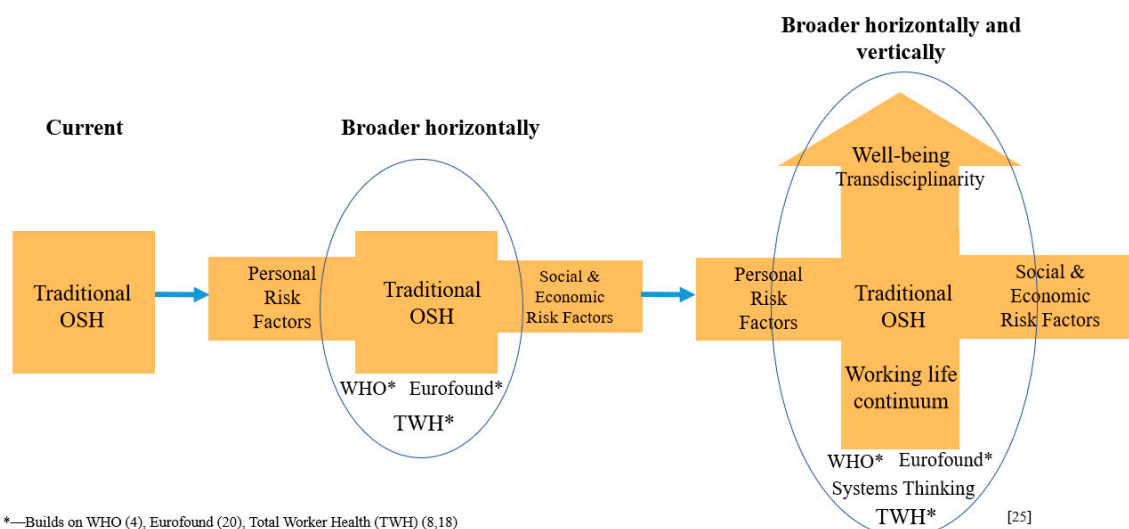 Current
Traditional
OSH
Broader horizontally
Personal
Risk
Factors
Traditional
OSH
Social &
Economic
Risk Factors
WHO* Eurofound*
TWH*
Broader horizontally and
vertically
Well-being
Transdisciplinarity
Personal
Risk
Factors
Traditional
OSH
Social &
Economic
Risk Factors
Working life
continuum
WHO* Eurofound*
Systems Thinking
TWH*
[25]
*—Builds on WHO (4), Eurofound (20), Total Worker Health (TWH) (8,18)